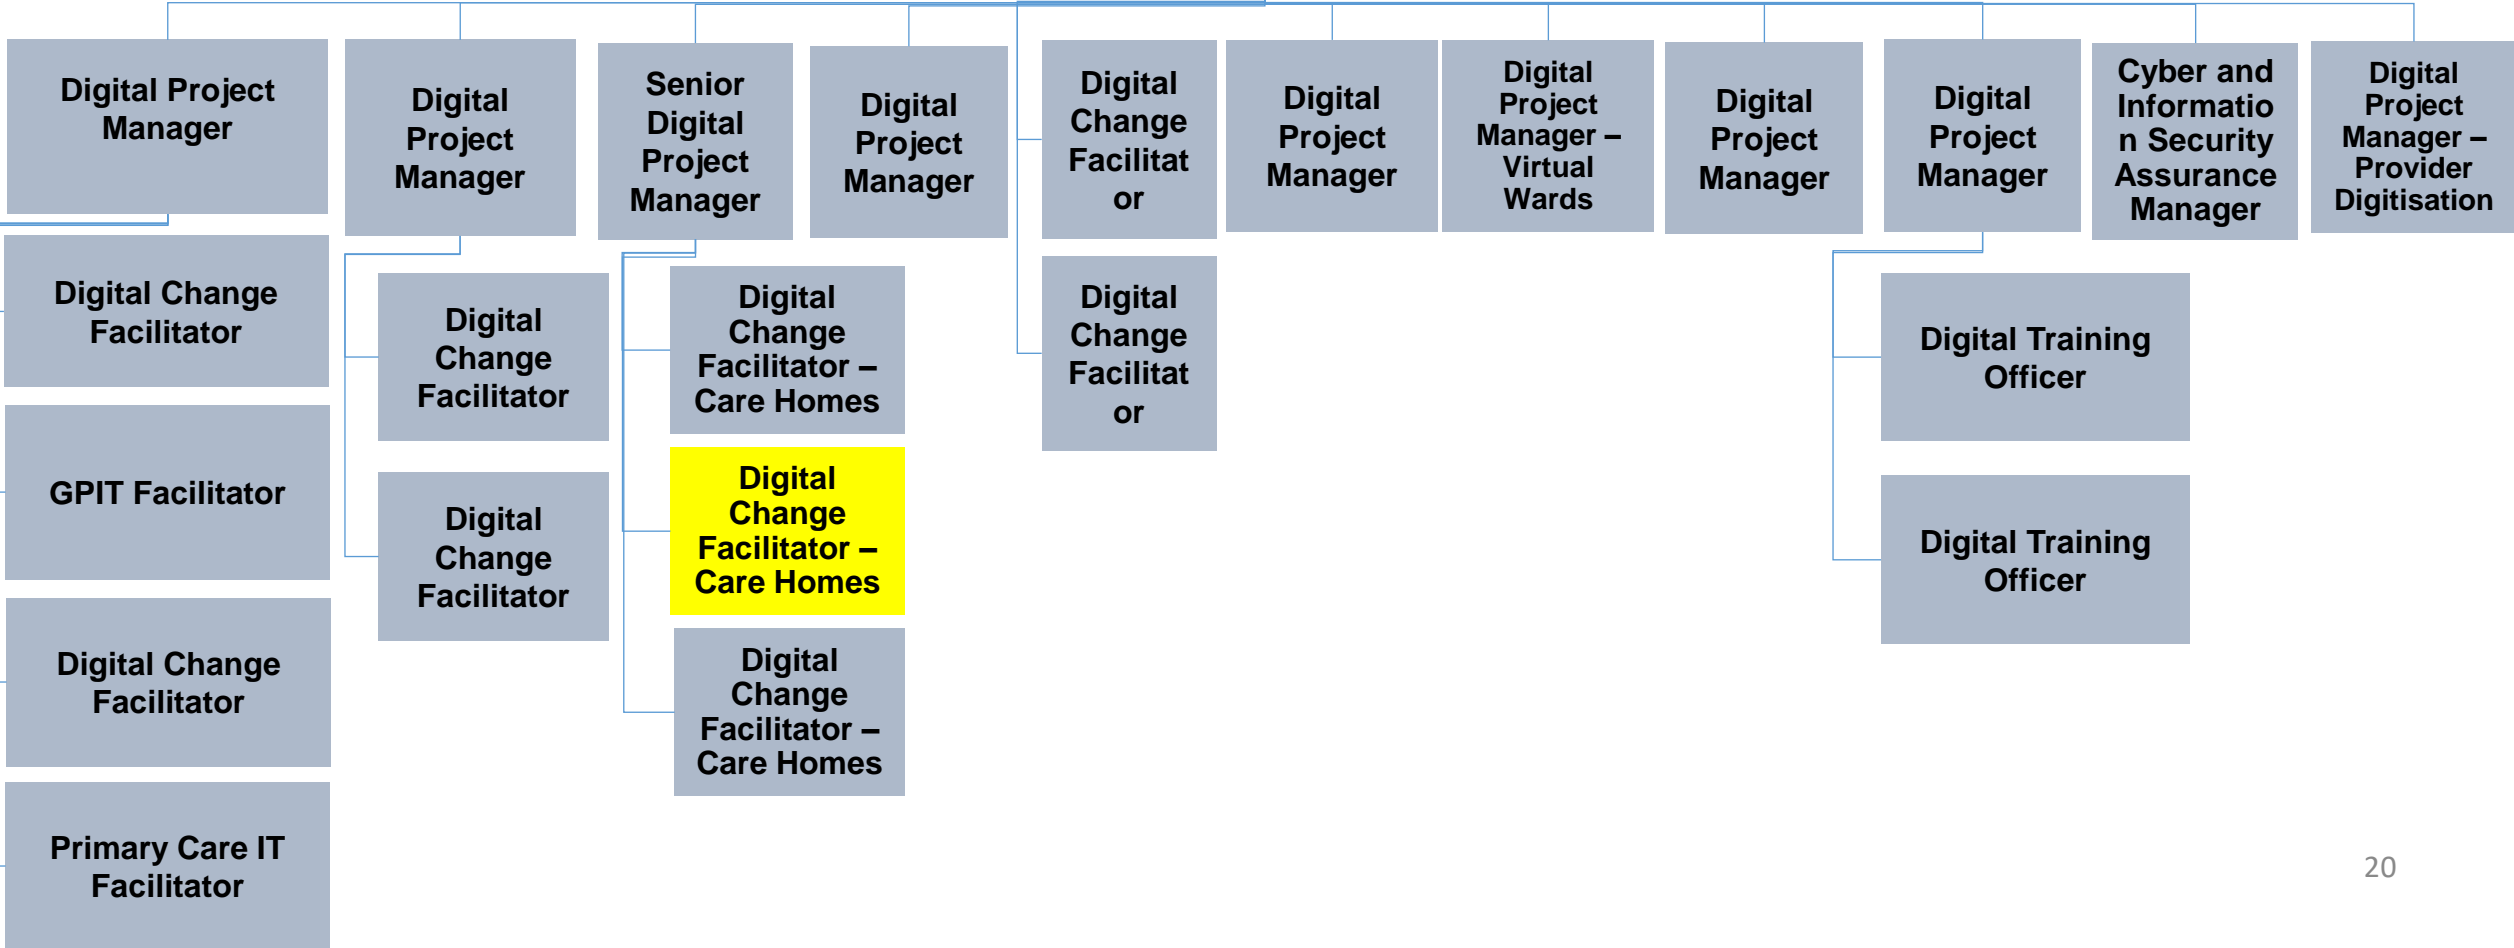 Digital Project
Manager
Digital
Project
Manager
Senior
Digital
Project
Manager
Digital
Project
Manager
Digital
Change
Facilitat
or
Digital
Project
Manager
Digital
Project
Manager –
Virtual
Wards
Digital
Project
Manager
Digital
Project
Manager
Cyber and
Informatio
n Security
Assurance
Manager
Digital
Project
Manager –
Provider
Digitisation
Digital Change
Facilitator
GPIT Facilitator
Digital Change
Facilitator
Primary Care IT
Facilitator
Digital
Change
Facilitator
Digital
Change
Facilitator
Digital
Change
Facilitator –
Care Homes
Digital
Change
Facilitator –
Care Homes
Digital
Change
Facilitator –
Care Homes
Digital
Change
Facilitat
or
Digital Training
Officer
Digital Training
Officer
20